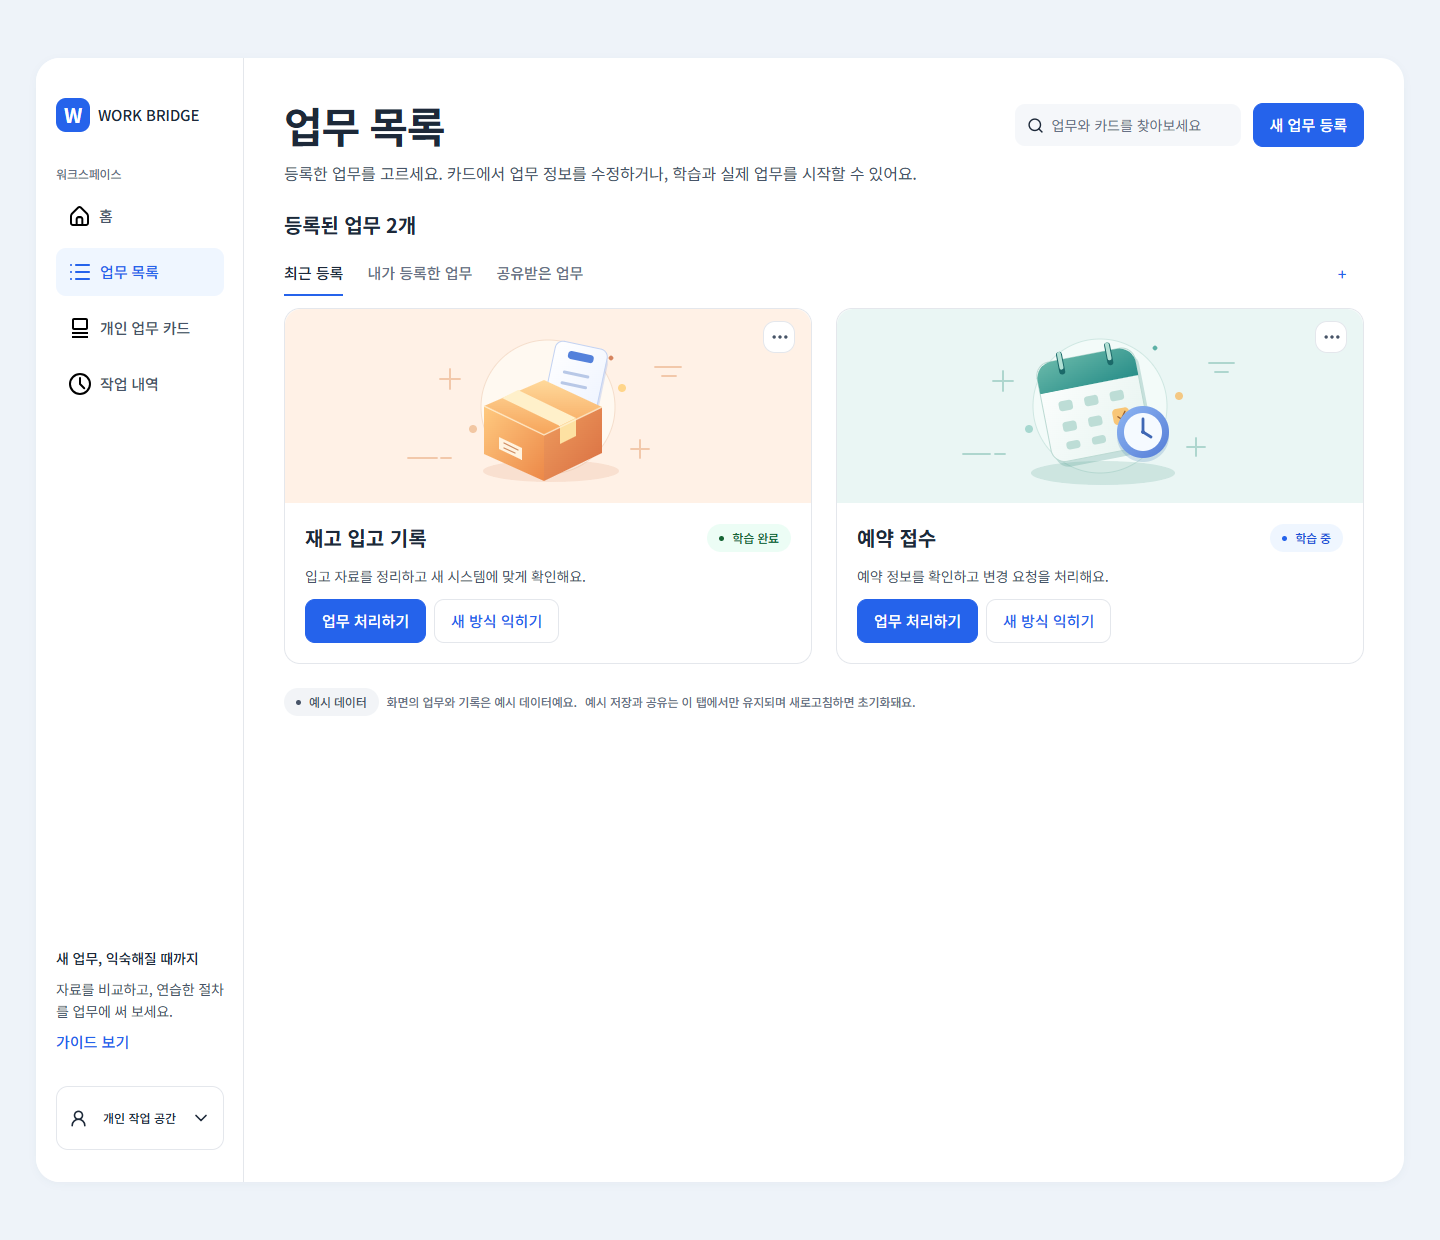 W WORK BRIDGE
워크스페이스
홈
업무 목록
개인 업무 카드
작업 내역
새 업무, 익숙해질 때까지
자료를 비교하고, 연습한 절차
를 업무에 써 보세요.
가이드 보기
개인 작업 공간
업무 목록
업무와 카드를 찾아보세요
새 업무 등록
등록한 업무를 고르세요. 카드에서 업무 정보를 수정하거나, 학습과 실제 업무를 시작할 수 있어요.
등록된 업무 2개
최근 등록 내가 등록한 업무 공유받은 업무 +
재고 입고 기록 학습 완료
입고 자료를 정리하고 새 시스템에 맞게 확인해요.
업무 처리하기 새 방식 익히기
예약 접수 학습 중
예약 정보를 확인하고 변경 요청을 처리해요.
업무 처리하기 새 방식 익히기
예시 데이터 화면의 업무와 기록은 예시 데이터예요. 예시 저장과 공유는 이 탭에서만 유지되며 새로고침하면 초기화돼요.